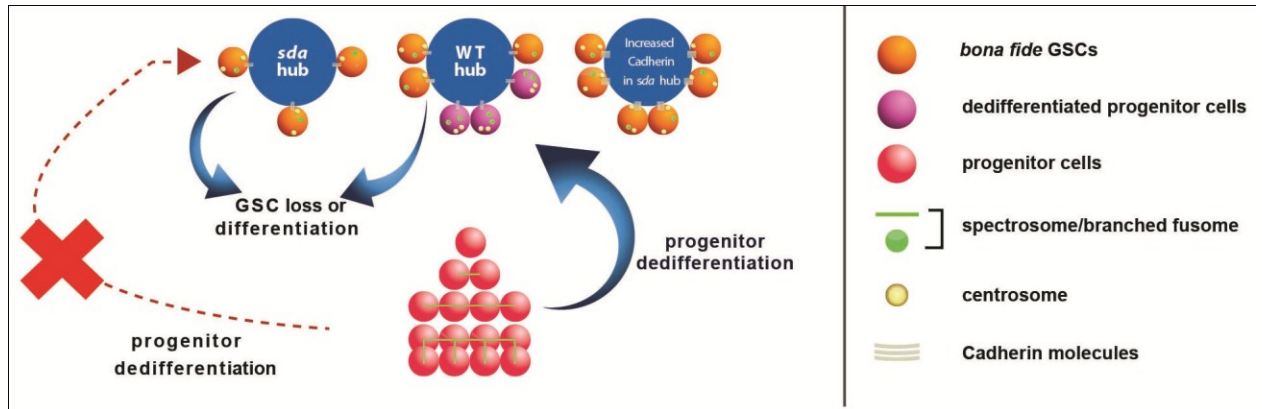 sda
hub
WT
hub
Increased
Cadherin
in sda hub
GSC loss or
differentiation
progenitor
dedifferentiation
progenitor
dedifferentiation
bona fide GSCs
dedifferentiated progenitor cells
progenitor cells
spectrosome/branched fusome
centrosome
Cadherin molecules